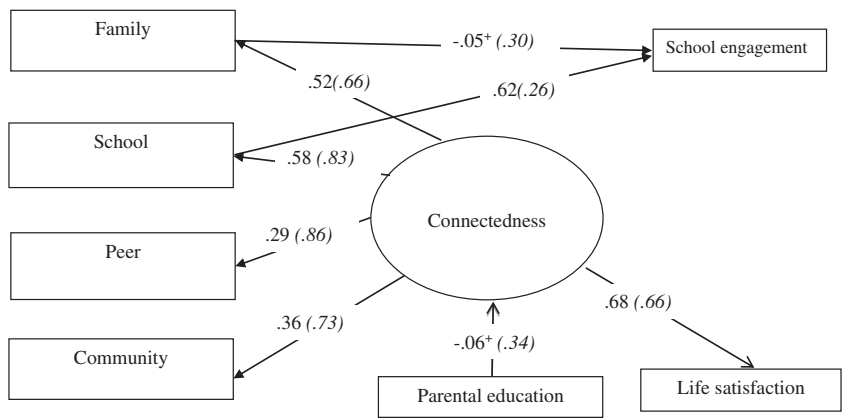 Family
-.05+ (.30)
School engagement
.52(.66)
.62(.26)
School
.58 (.83)
Connectedness
Peer
.29 (.86)
.68 (.66)
.36 (.73)
-.06+ (.34)
Community
Parental education
Life satisfaction